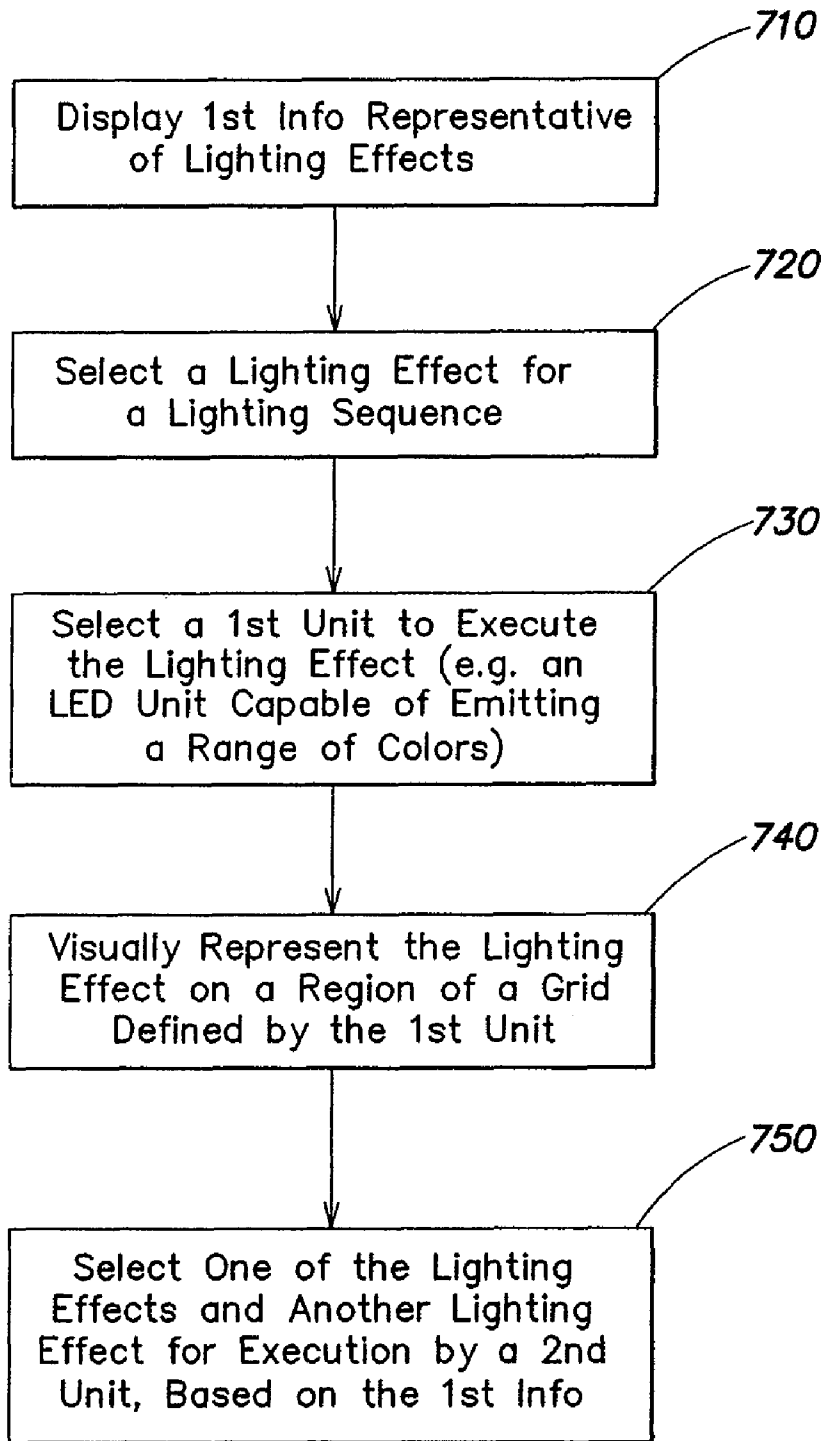 710
Display 1st Info Representative
of Lighting Effects
720
Select a Lighting Effect for
a Lighting Sequence
730
Select a 1st Unit to Execute
the Lighting Effect (e.g. an
LED Unit Capable of Emitting
a Range of Colors)
740
Visually Represent the Lighting
Effect on a Region of a Grid
Defined by the 1st Unit
750
Select One of the Lighting
Effects and Another Lighting
Effect for Execution by a 2nd
Unit, Based on the 1st Info